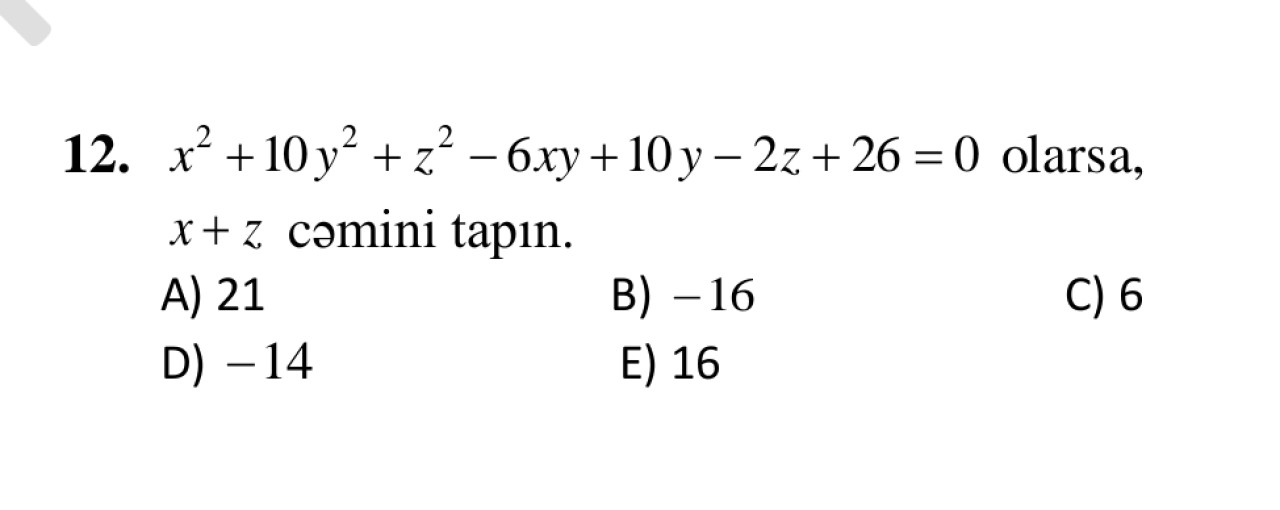 12. x² + 10y² + z² − 6xy + 10y − 2z + 26 = 0 olarsa,
x + z cəmini tapın.
A) 21 B) −16 C) 6
D) −14 E) 16